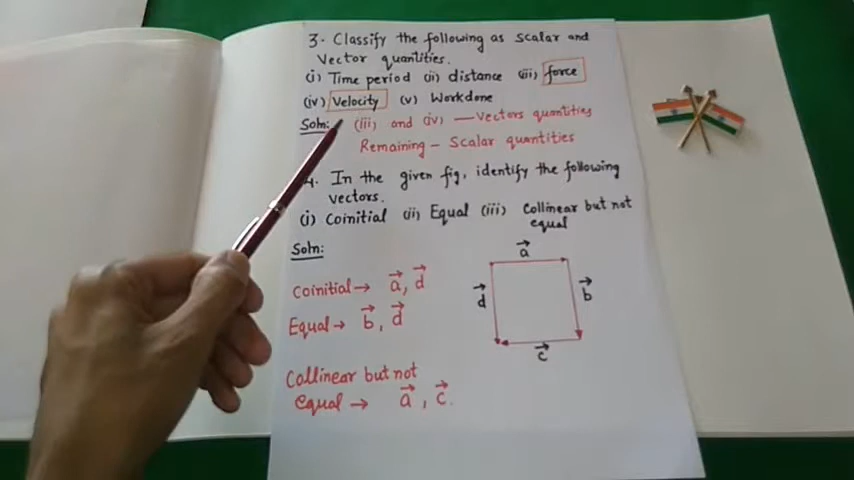 3. Classify the following as Scalar and
Vector quantities.
(i) Time period (ii) distance (iii) force
(iv) Velocity (v) Workdone
Soln: (iii) and (iv) — Vectors quantities
Remaining - Scalar quantities
4. In the given fig, identify the following
vectors.
(i) Coinitial (ii) Equal (iii) Collinear but not
equal
Soln:
Coinitial → a⃗, d⃗
Equal → b⃗, d⃗
Collinear but not
equal → a⃗, c⃗.
a⃗
d⃗
b⃗
c⃗